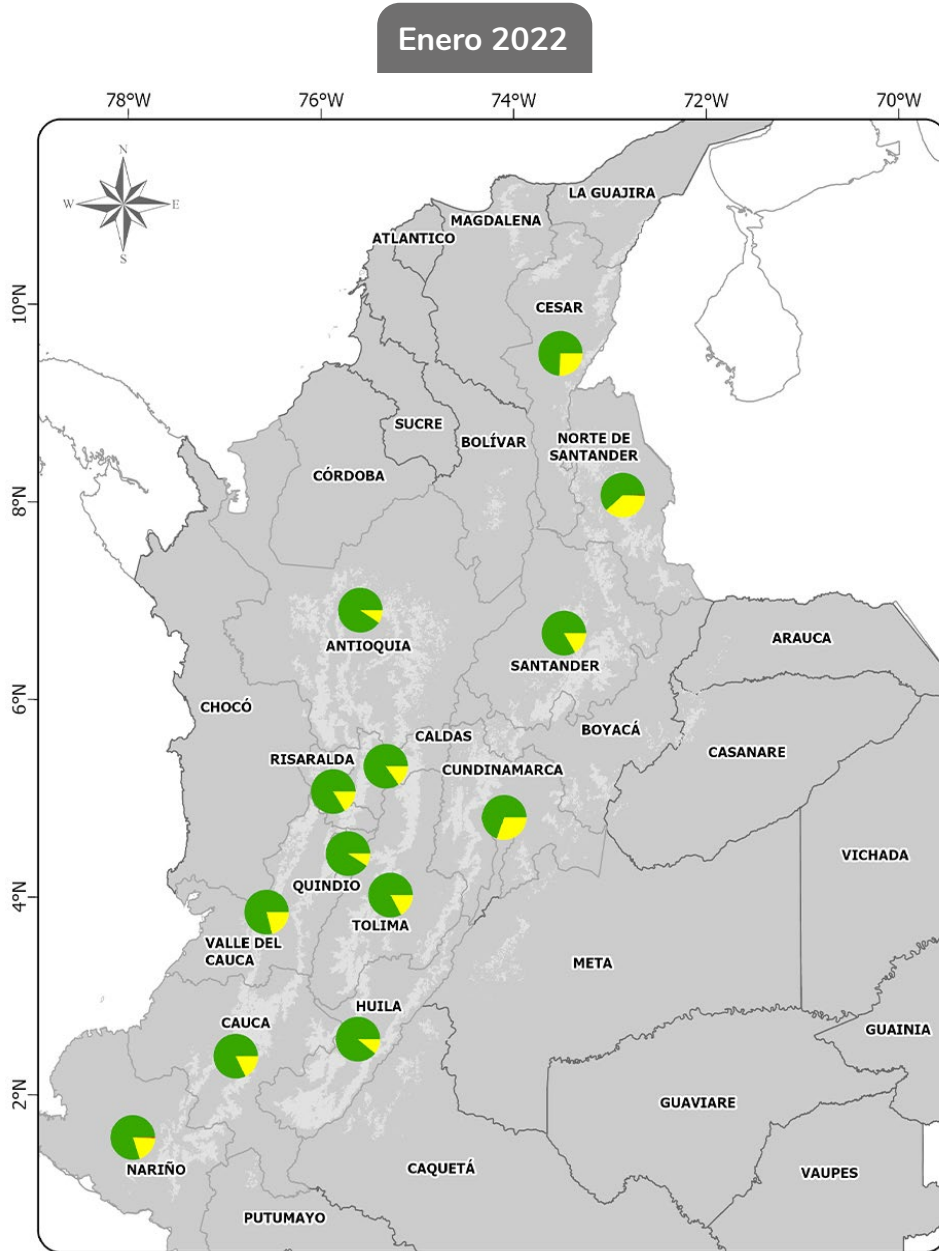 Enero 2022
78°W
76°W
74°W
72°W
70°W
N
W
E
S
10°N
8°N
6°N
4°N
2°N
LA GUAJIRA
MAGDALENA
ATLANTICO
CESAR
SUCRE
BOLÍVAR
NORTE DE
SANTANDER
CÓRDOBA
ANTIOQUIA
SANTANDER
ARAUCA
CHOCÓ
BOYACÁ
CALDAS
CASANARE
RISARALDA
CUNDINAMARCA
VICHADA
QUINDIO
TOLIMA
VALLE DEL
CAUCA
META
HUILA
CAUCA
GUAINIA
GUAVIARE
NARIÑO
CAQUETÁ
VAUPES
PUTUMAYO